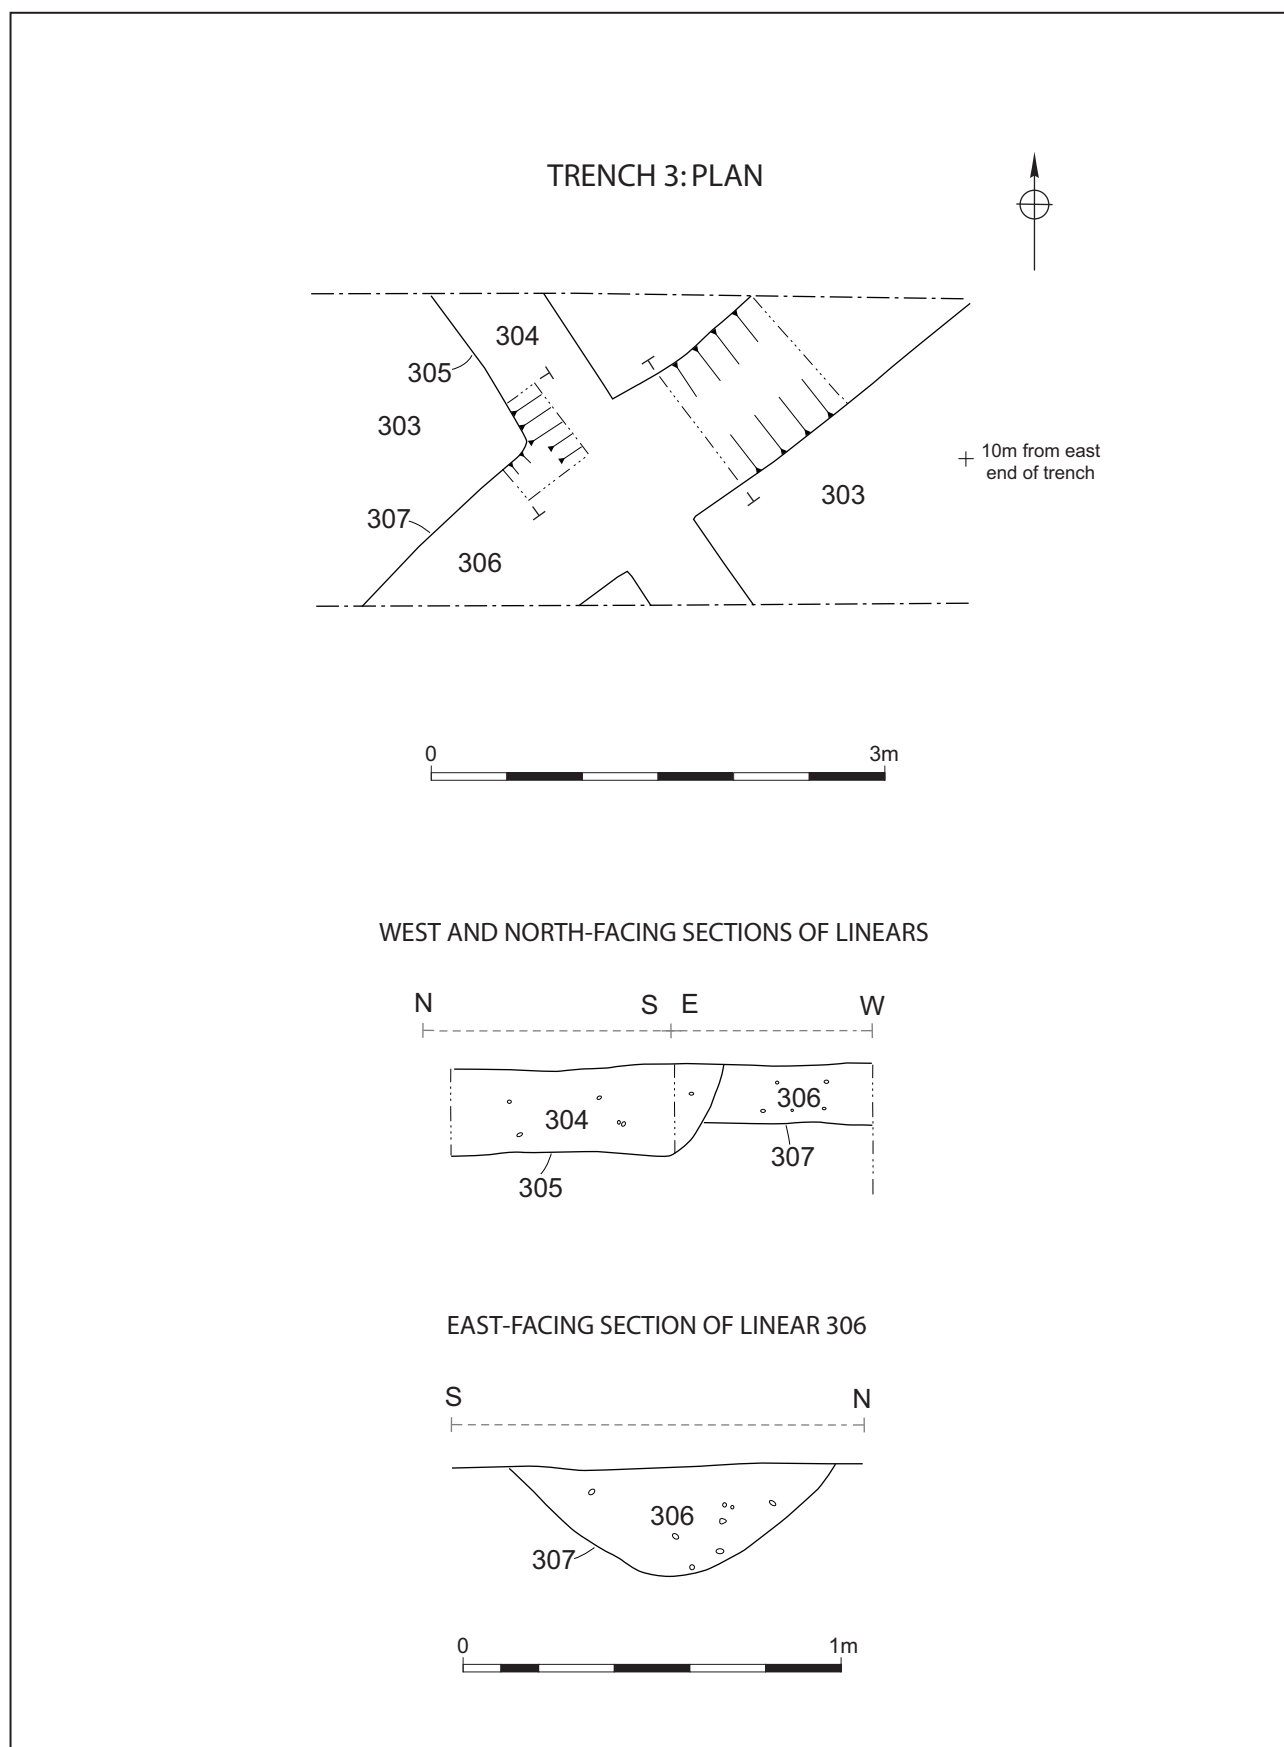 TRENCH 3: PLAN
304
305
303
10m from east
end of trench
303
307
306
0 3m
WEST AND NORTH-FACING SECTIONS OF LINEARS
N S E W
304
306
307
305
EAST-FACING SECTION OF LINEAR 306
S N
306
307
0 1m